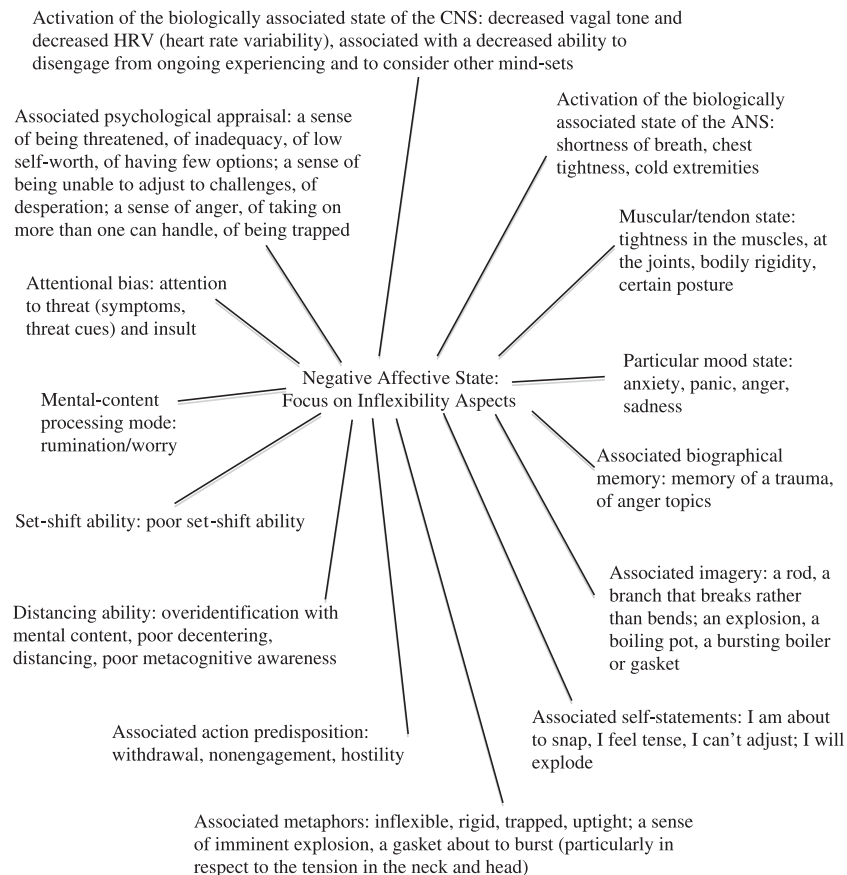 Activation of the biologically associated state of the CNS: decreased vagal tone and
decreased HRV (heart rate variability), associated with a decreased ability to
disengage from ongoing experiencing and to consider other mind-sets
Associated psychological appraisal: a sense
of being threatened, of inadequacy, of low
self-worth, of having few options; a sense of
being unable to adjust to challenges, of
desperation; a sense of anger, of taking on
more than one can handle, of being trapped
Activation of the biologically
associated state of the ANS:
shortness of breath, chest
tightness, cold extremities
Muscular/tendon state:
tightness in the muscles, at
the joints, bodily rigidity,
certain posture
Attentional bias: attention
to threat (symptoms,
threat cues) and insult
Negative Affective State:
Focus on Inflexibility Aspects
Particular mood state:
anxiety, panic, anger,
sadness
Mental-content
processing mode:
rumination/worry
Associated biographical
memory: memory of a trauma,
of anger topics
Set-shift ability: poor set-shift ability
Associated imagery: a rod, a
branch that breaks rather
than bends; an explosion, a
boiling pot, a bursting boiler
or gasket
Distancing ability: overidentification with
mental content, poor decentering,
distancing, poor metacognitive awareness
Associated self-statements: I am about
to snap, I feel tense, I can't adjust; I will
explode
Associated action predisposition:
withdrawal, nonengagement, hostility
Associated metaphors: inflexible, rigid, trapped, uptight; a sense
of imminent explosion, a gasket about to burst (particularly in
respect to the tension in the neck and head)